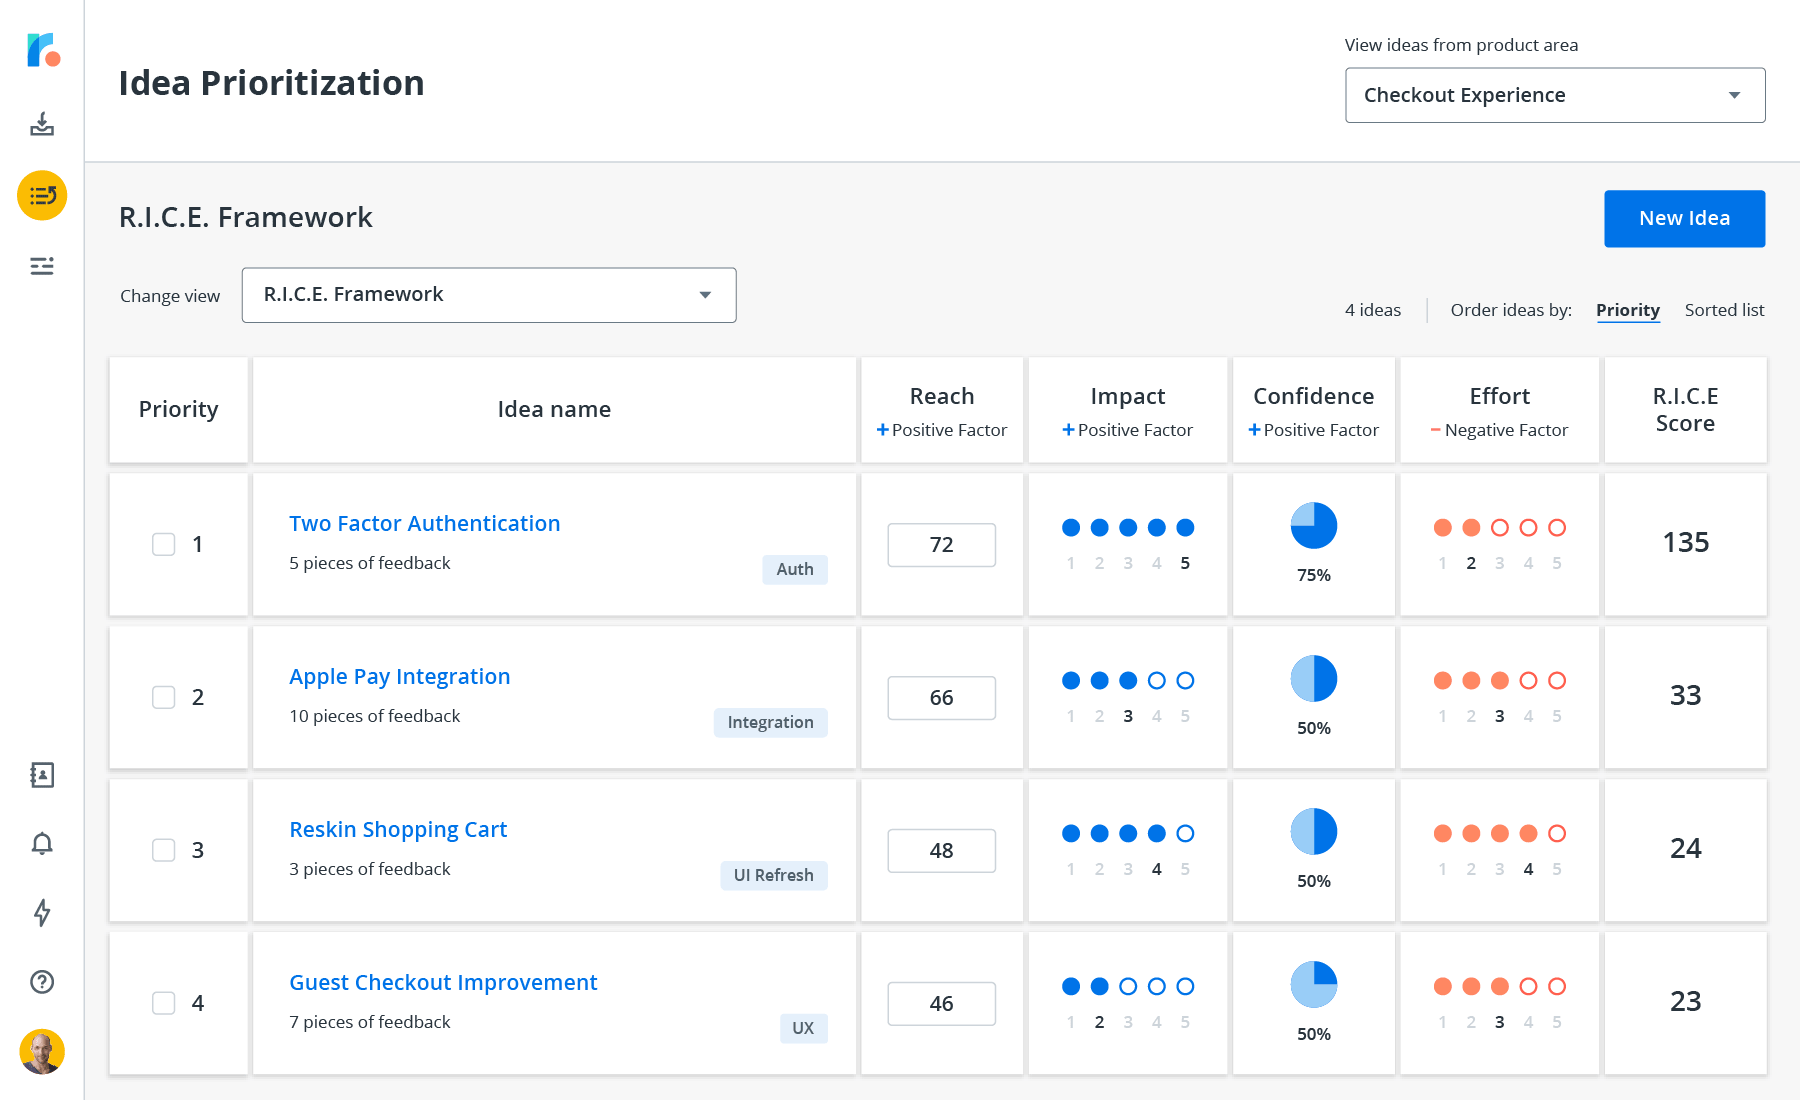 Idea Prioritization
View ideas from product area
Checkout Experience
R.I.C.E. Framework
New Idea
Change view
R.I.C.E. Framework
4 ideas
Order ideas by:
Priority
Sorted list
Priority
Idea name
Reach
+ Positive Factor
Impact
+ Positive Factor
Confidence
+ Positive Factor
Effort
− Negative Factor
R.I.C.E
Score
1
Two Factor Authentication
5 pieces of feedback
Auth
72
1 2 3 4 5
75%
1 2 3 4 5
135
2
Apple Pay Integration
10 pieces of feedback
Integration
66
1 2 3 4 5
50%
1 2 3 4 5
33
3
Reskin Shopping Cart
3 pieces of feedback
UI Refresh
48
1 2 3 4 5
50%
1 2 3 4 5
24
4
Guest Checkout Improvement
7 pieces of feedback
UX
46
1 2 3 4 5
50%
1 2 3 4 5
23